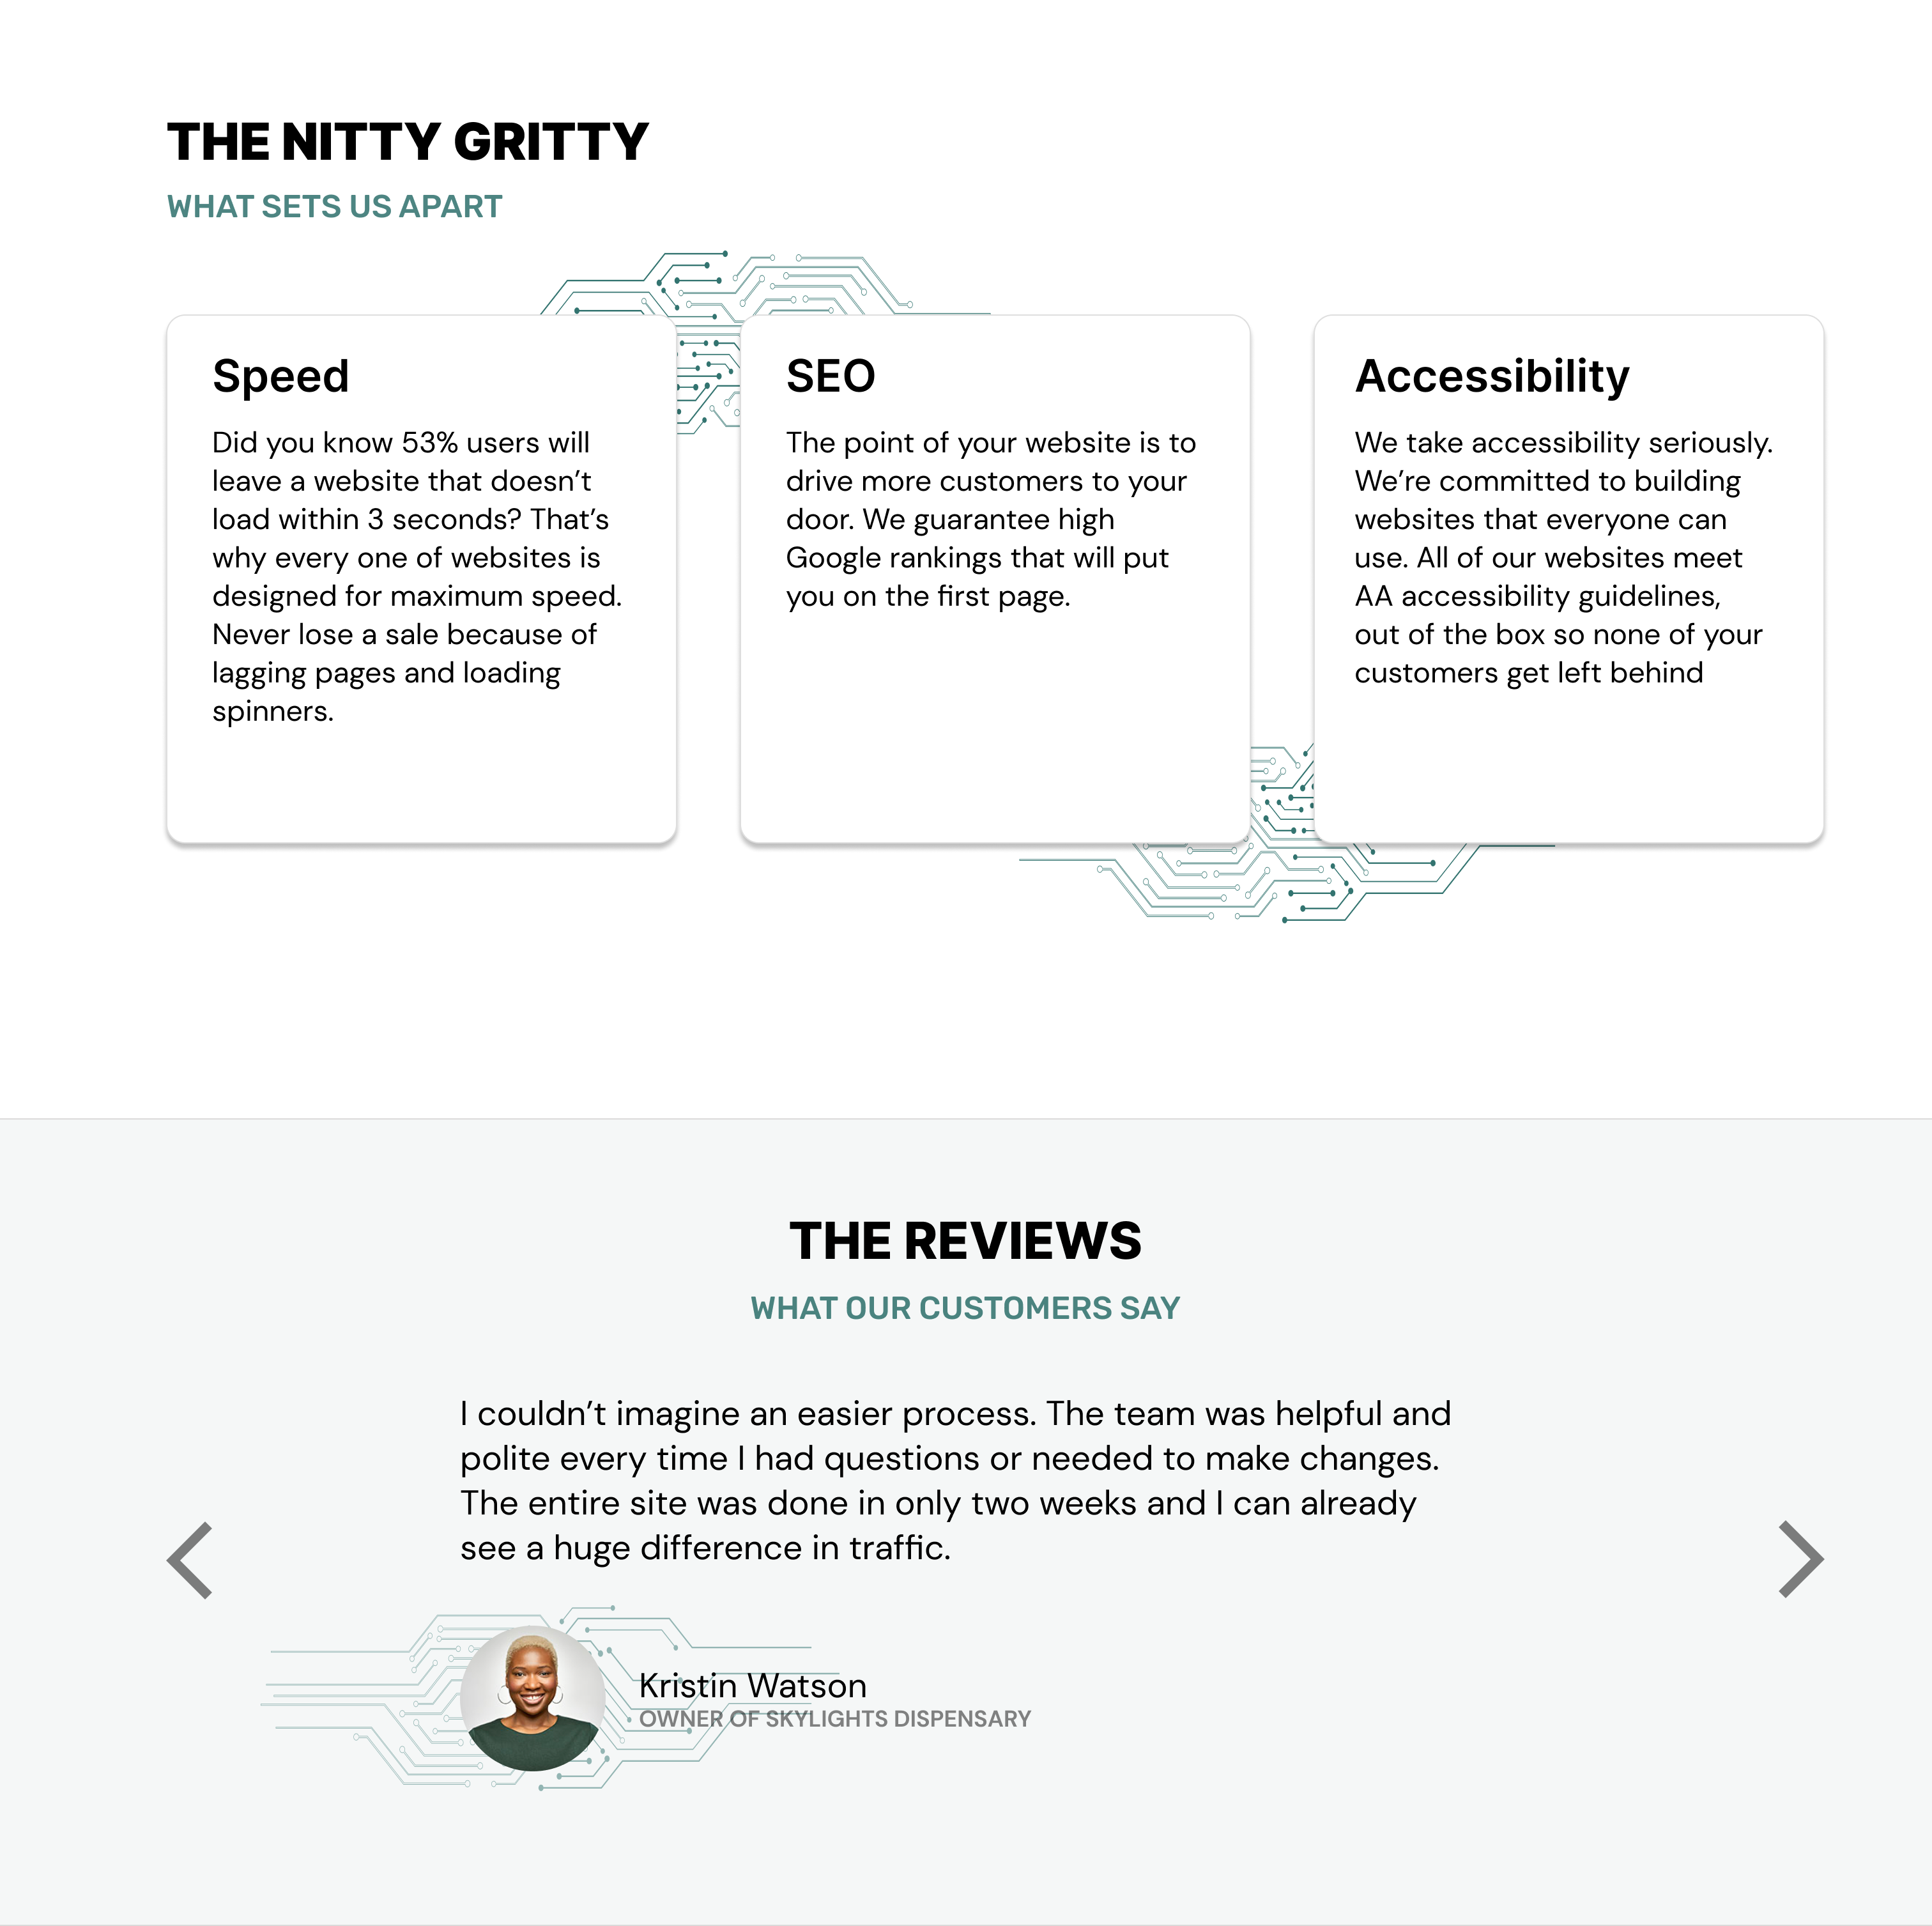 THE NITTY GRITTY
WHAT SETS US APART
Speed
Did you know 53% users will
leave a website that doesn’t
load within 3 seconds? That’s
why every one of websites is
designed for maximum speed.
Never lose a sale because of
lagging pages and loading
spinners.
SEO
The point of your website is to
drive more customers to your
door. We guarantee high
Google rankings that will put
you on the first page.
Accessibility
We take accessibility seriously.
We’re committed to building
websites that everyone can
use. All of our websites meet
AA accessibility guidelines,
out of the box so none of your
customers get left behind
THE REVIEWS
WHAT OUR CUSTOMERS SAY
I couldn’t imagine an easier process. The team was helpful and
polite every time I had questions or needed to make changes.
The entire site was done in only two weeks and I can already
see a huge difference in traffic.
Kristin Watson
OWNER OF SKYLIGHTS DISPENSARY